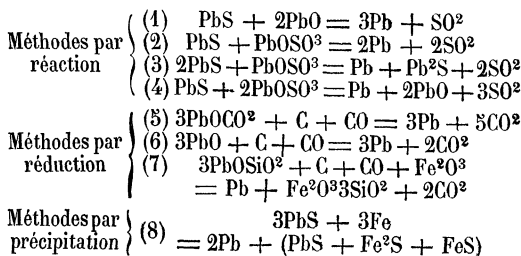 Méthodes par réaction
(1) PbS + 2PbO = 3Pb + SO²
(2) PbS + PbOSO³ = 2Pb + 2SO²
(3) 2PbS + PbOSO³ = Pb + Pb²S + 2SO²
(4) PbS + 2PbOSO³ = Pb + 2PbO + 3SO²
Méthodes par réduction
(5) 3PbOCO² + C + CO = 3Pb + 5CO²
(6) 3PbO + C + CO = 3Pb + 2CO²
(7) 3PbOSiO² + C + CO + Fe²O³
= Pb + Fe²O³3SiO² + 2CO²
Méthodes par précipitation
(8) 3PbS + 3Fe
= 2Pb + (PbS + Fe²S + FeS)